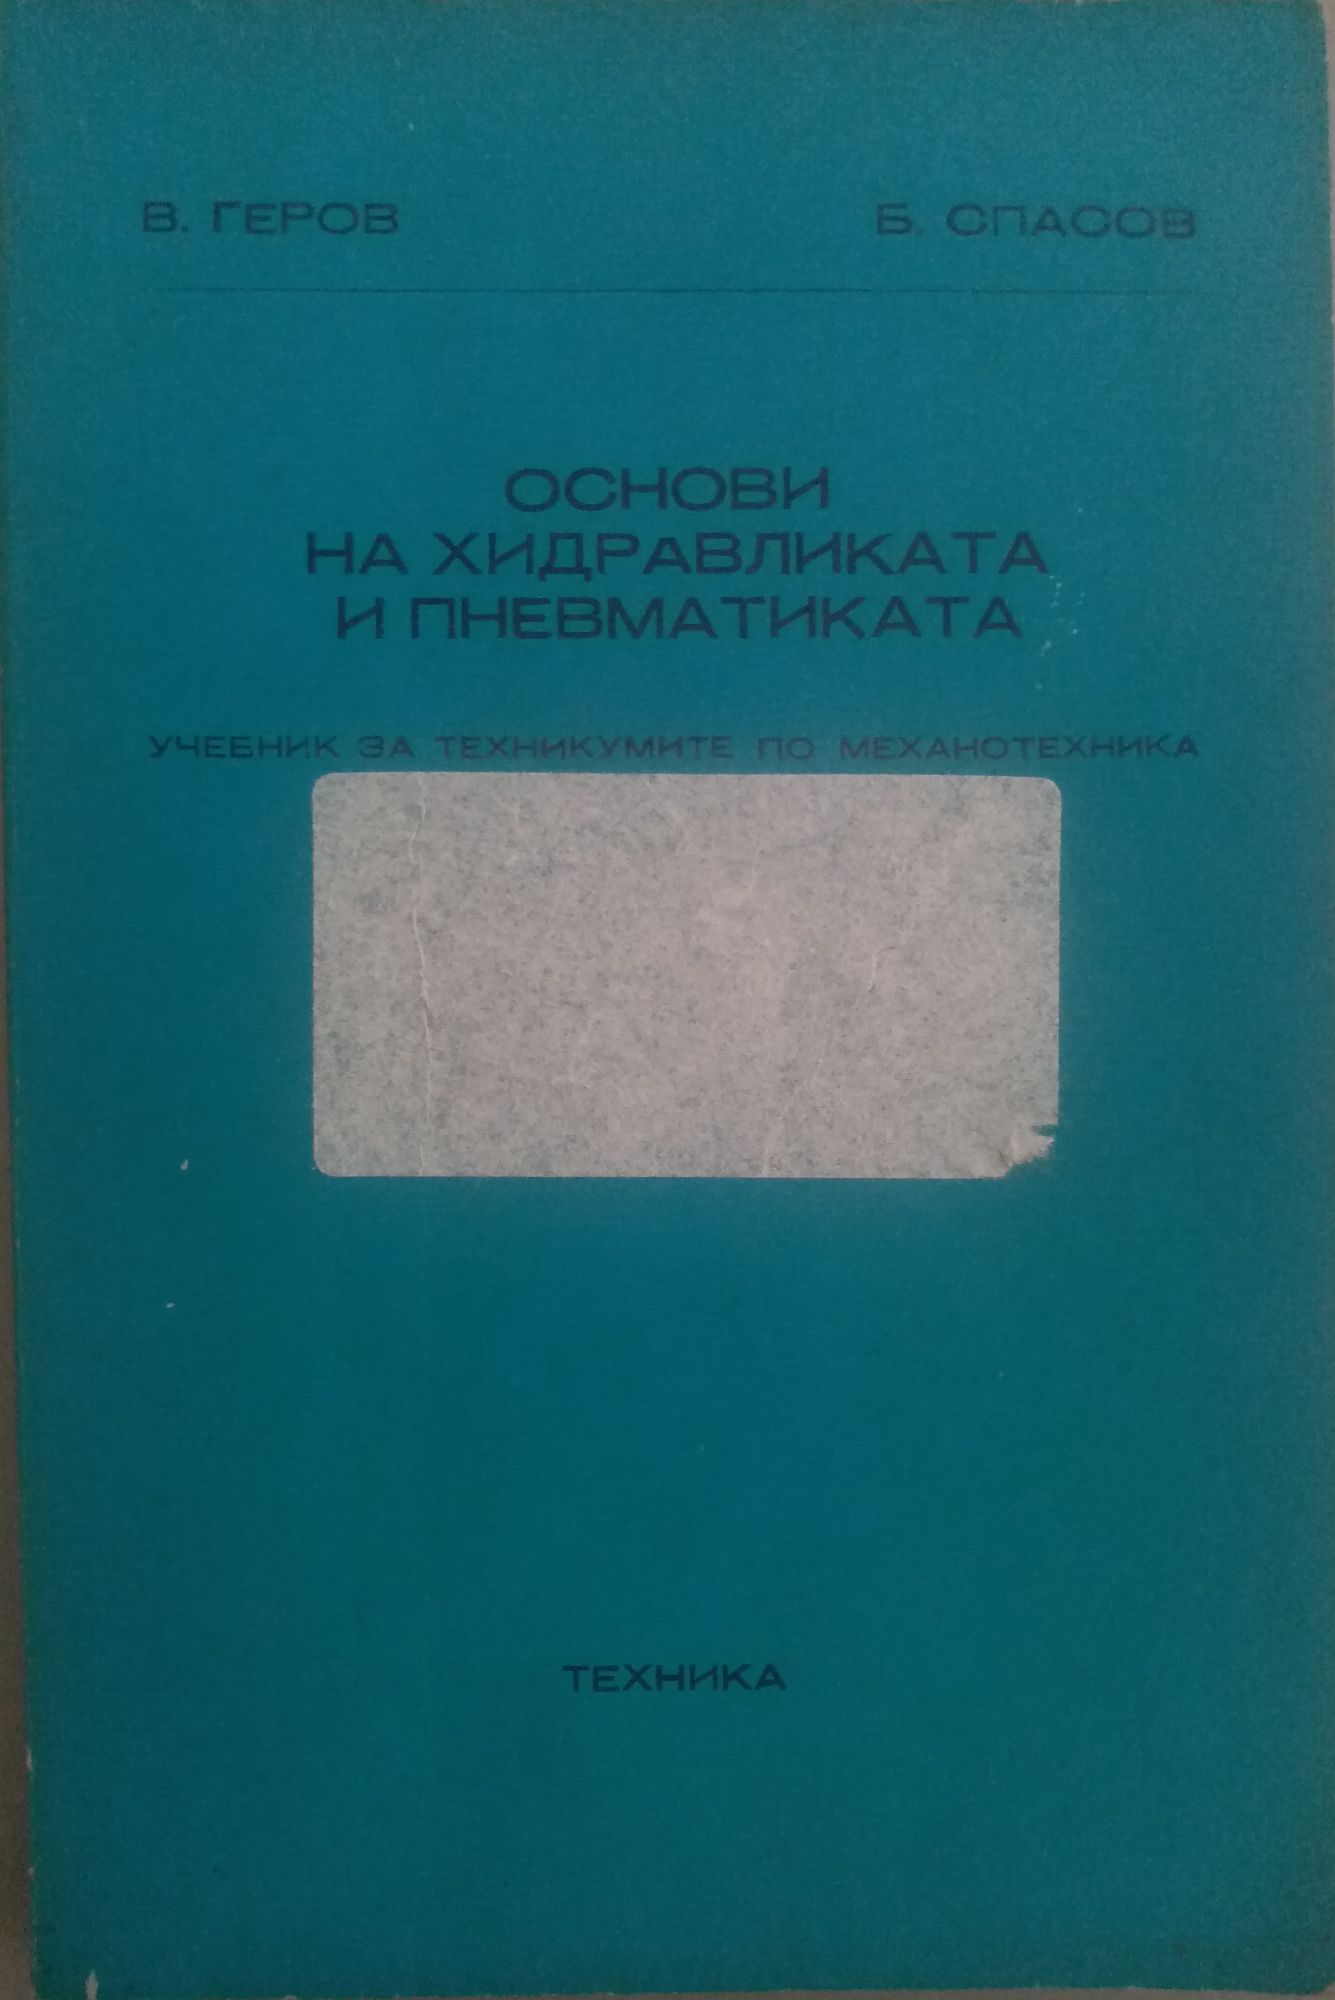 В. ГЕРОВ Б. СПАСОВ
ОСНОВИ
НА ХИДРАВЛИКАТА
И ПНЕВМАТИКАТА
УЧЕБНИК ЗА ТЕХНИКУМИТЕ ПО МЕХАНОТЕХНИКА
ТЕХНИКА